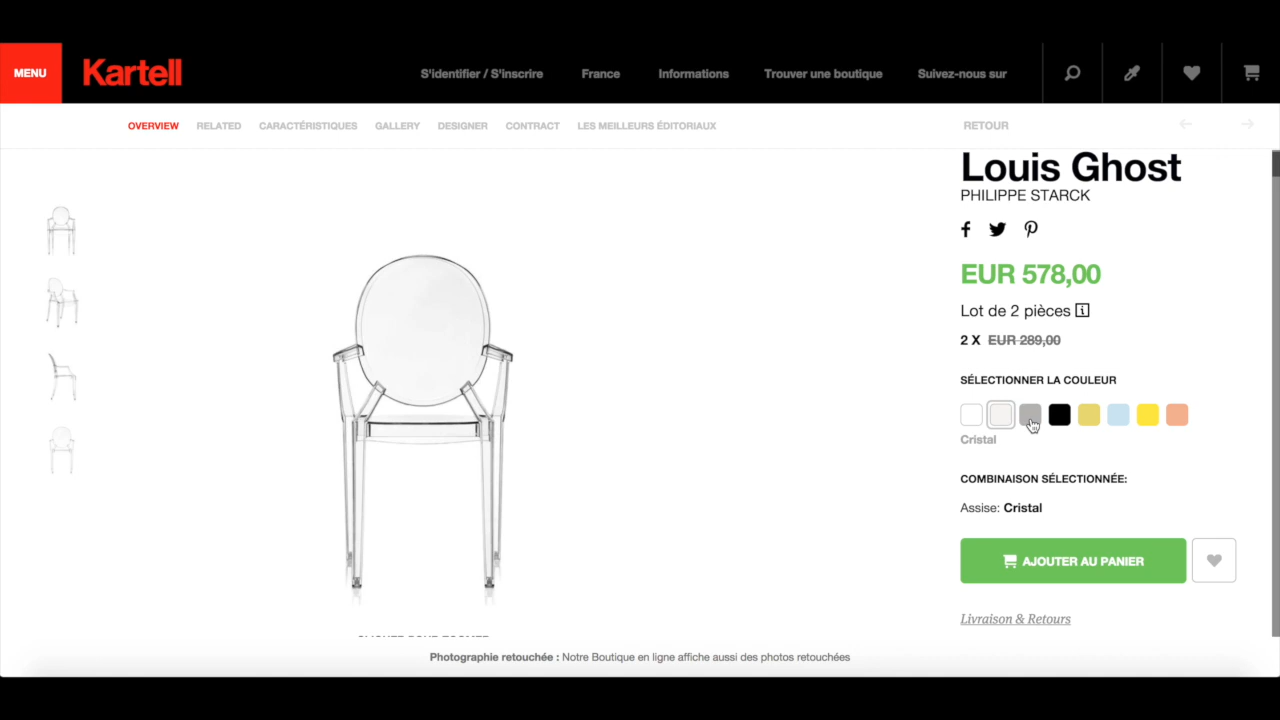 MENU
Kartell
S'identifier / S'inscrire
France
Informations
Trouver une boutique
Suivez-nous sur
OVERVIEW
RELATED
CARACTÉRISTIQUES
GALLERY
DESIGNER
CONTRACT
LES MEILLEURS ÉDITORIAUX
RETOUR
Louis Ghost
PHILIPPE STARCK
EUR 578,00
Lot de 2 pièces
2 X EUR 289,00
SÉLECTIONNER LA COULEUR
Cristal
COMBINAISON SÉLECTIONNÉE:
Assise: Cristal
AJOUTER AU PANIER
Livraison & Retours
Photographie retouchée : Notre Boutique en ligne affiche aussi des photos retouchées